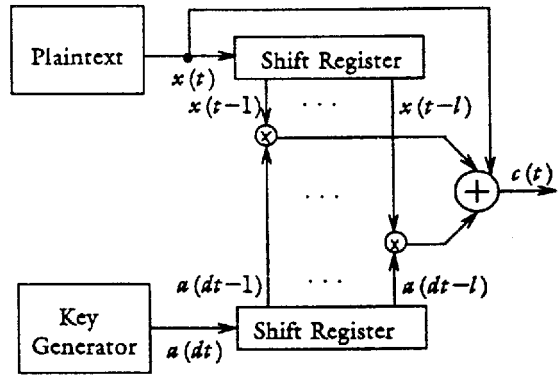 Plaintext
Shift Register
x(t)
x(t−1) ··· x(t−l)
×
+
c(t)
···
×
a(dt−1) ··· a(dt−l)
Key
Generator
a(dt)
Shift Register